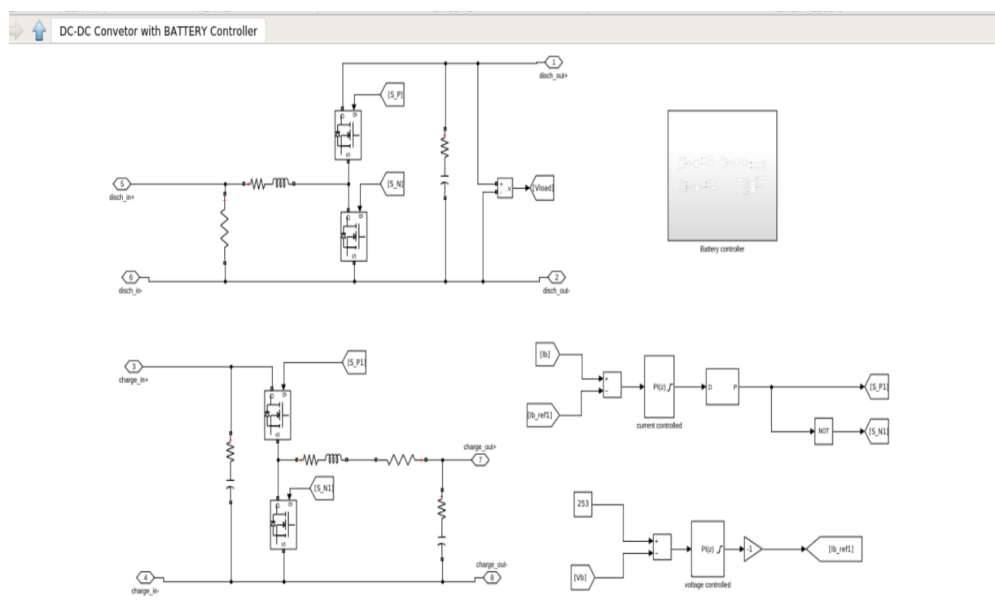 DC-DC Convetor with BATTERY Controller
1
disch_out+
[S_P]
5
disch_in+
[S_N]
+
-
v
[Vload]
Battery controller
6
disch_in-
2
disch_out-
3
charge_in+
[S_P1]
[Ib]
+
−
PI(z)
D P
[S_P1]
[Ib_ref1]
current controlled
NOT
[S_N1]
charge_out+
7
[S_N1]
253
+
−
PI(z)
-1
[Ib_ref1]
[Vb]
voltage controlled
charge_out-
4
8
charge_in-